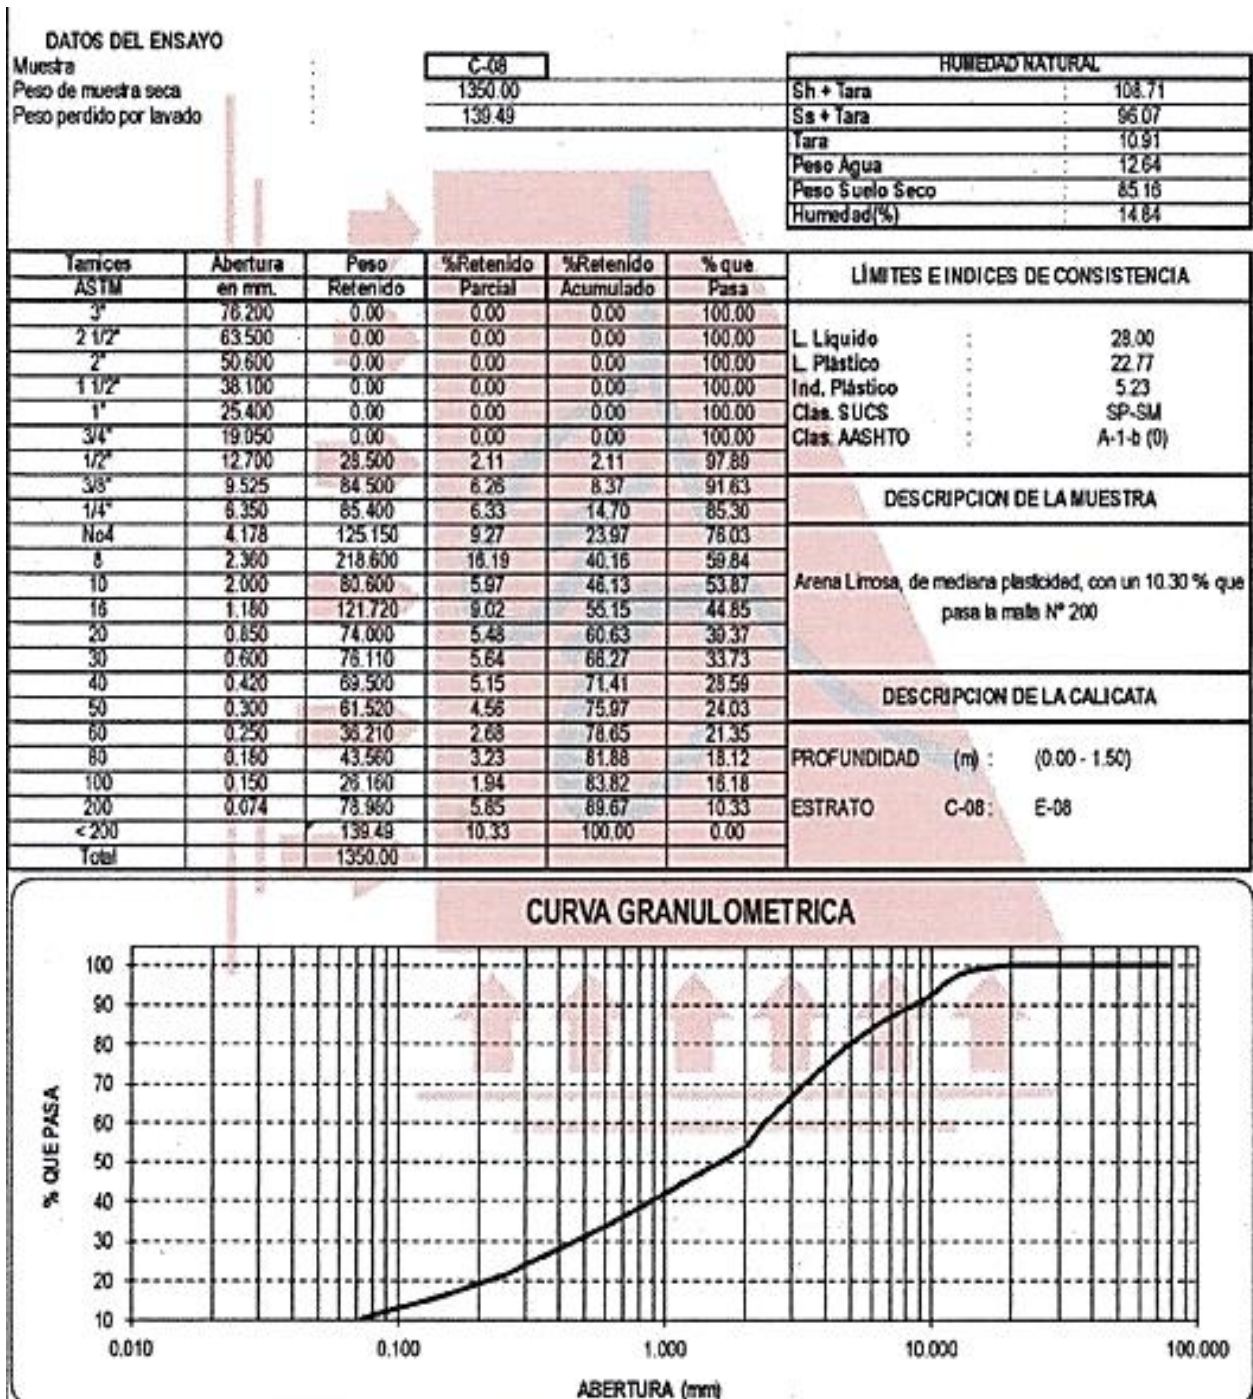 DATOS DEL ENSAYO
Muestra : C-08
Peso de muestra seca : 1350.00
Peso perdido por lavado : 139.49
HUMEDAD NATURAL
Sh + Tara : 108.71
Ss + Tara : 96.07
Tara : 10.91
Peso Agua : 12.64
Peso Suelo Seco : 85.16
Humedad(%) : 14.84
Tamices Abertura Peso %Retenido %Retenido % que
ASTM en mm. Retenido Parcial Acumulado Pasa
3" 76.200 0.00 0.00 0.00 100.00
2 1/2" 63.500 0.00 0.00 0.00 100.00
2" 50.600 0.00 0.00 0.00 100.00
1 1/2" 38.100 0.00 0.00 0.00 100.00
1" 25.400 0.00 0.00 0.00 100.00
3/4" 19.050 0.00 0.00 0.00 100.00
1/2" 12.700 28.500 2.11 2.11 97.89
3/8" 9.525 84.500 6.26 8.37 91.63
1/4" 6.350 85.400 6.33 14.70 85.30
No4 4.178 125.150 9.27 23.97 76.03
8 2.360 218.600 16.19 40.16 59.84
10 2.000 80.600 5.97 46.13 53.87
16 1.180 121.720 9.02 55.15 44.85
20 0.850 74.000 5.48 60.63 39.37
30 0.600 76.110 5.64 66.27 33.73
40 0.420 69.500 5.15 71.41 28.59
50 0.300 61.520 4.56 75.97 24.03
60 0.250 36.210 2.68 78.65 21.35
80 0.180 43.560 3.23 81.88 18.12
100 0.150 26.160 1.94 83.82 16.18
200 0.074 78.980 5.85 89.67 10.33
< 200 139.49 10.33 100.00 0.00
Total 1350.00
LÍMITES E INDICES DE CONSISTENCIA
L. Líquido : 28.00
L. Plástico : 22.77
Ind. Plástico : 5.23
Clas. SUCS : SP-SM
Clas. AASHTO : A-1-b (0)
DESCRIPCION DE LA MUESTRA
Arena Limosa, de mediana plasticidad, con un 10.30 % que
pasa la malla N° 200
DESCRIPCION DE LA CALICATA
PROFUNDIDAD (m) : (0.00 - 1.50)
ESTRATO C-08 : E-08
CURVA GRANULOMETRICA
% QUE PASA
100
90
80
70
60
50
40
30
20
10
0.010 0.100 1.000 10.000 100.000
ABERTURA (mm)